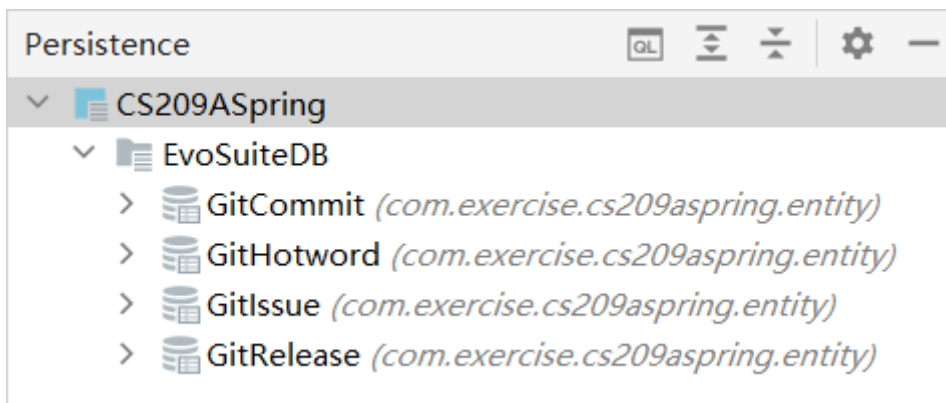 Persistence
QL
CS209ASpring
EvoSuiteDB
GitCommit (com.exercise.cs209aspring.entity)
GitHotword (com.exercise.cs209aspring.entity)
GitIssue (com.exercise.cs209aspring.entity)
GitRelease (com.exercise.cs209aspring.entity)